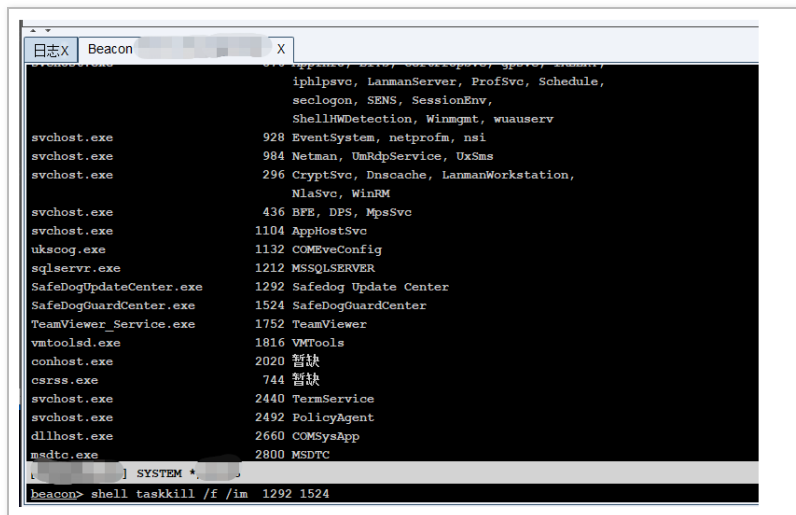 日志X Beacon X
iphlpsvc, LanmanServer, ProfSvc, Schedule,
seclogon, SENS, SessionEnv,
ShellHWDetection, Winmgmt, wuauserv
svchost.exe 928 EventSystem, netprofm, nsi
svchost.exe 984 Netman, UmRdpService, UxSms
svchost.exe 296 CryptSvc, Dnscache, LanmanWorkstation,
NlaSvc, WinRM
svchost.exe 436 BFE, DPS, MpsSvc
svchost.exe 1104 AppHostSvc
ukscog.exe 1132 COMEveConfig
sqlservr.exe 1212 MSSQLSERVER
SafeDogUpdateCenter.exe 1292 Safedog Update Center
SafeDogGuardCenter.exe 1524 SafeDogGuardCenter
TeamViewer_Service.exe 1752 TeamViewer
vmtoolsd.exe 1816 VMTools
conhost.exe 2020 暂缺
csrss.exe 744 暂缺
svchost.exe 2440 TermService
svchost.exe 2492 PolicyAgent
dllhost.exe 2660 COMSysApp
msdtc.exe 2800 MSDTC
] SYSTEM *
beacon> shell taskkill /f /im  1292 1524